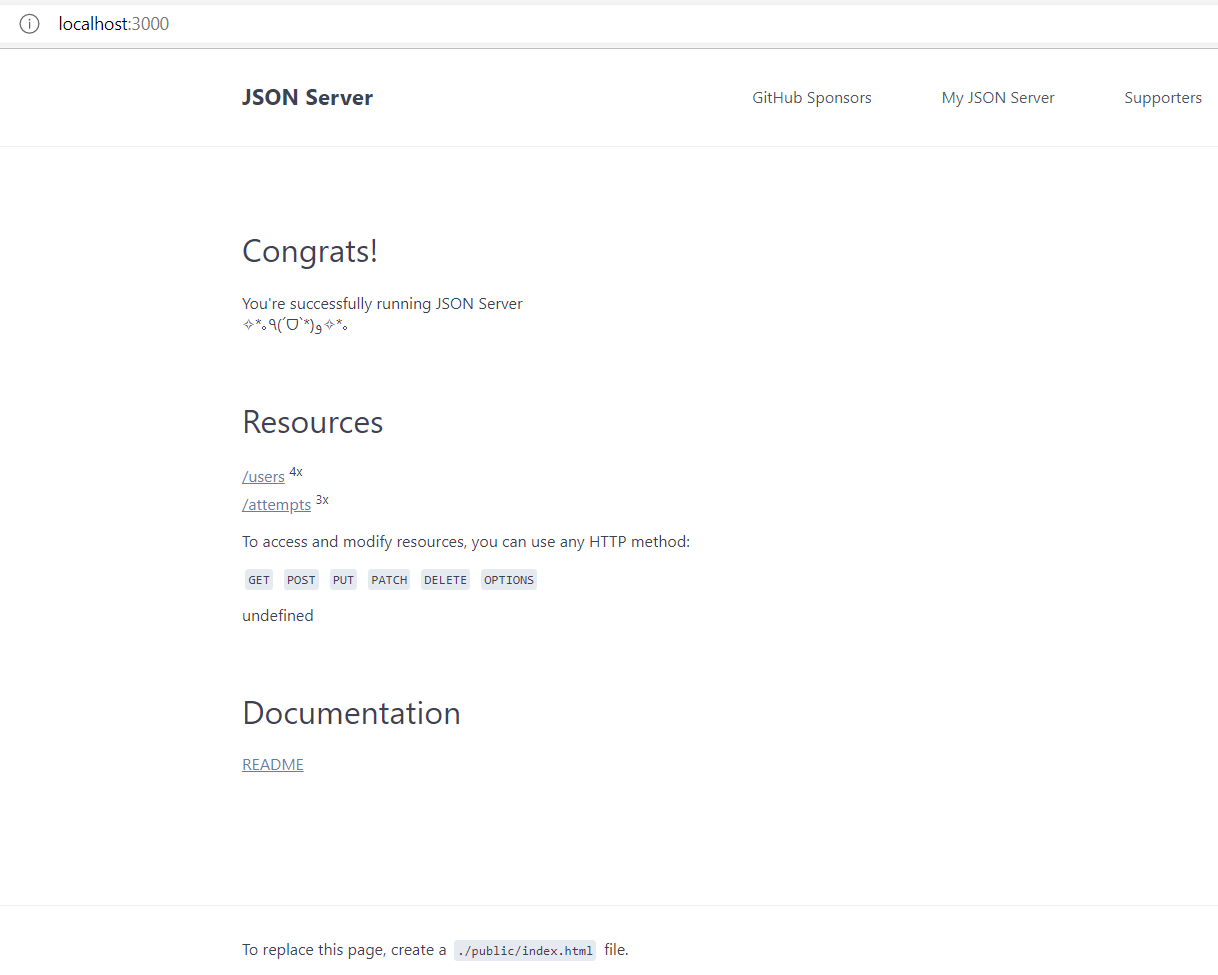 localhost:3000
JSON Server
GitHub Sponsors
My JSON Server
Supporters
Congrats!
You're successfully running JSON Server
✧*｡٩(ˊᗜˋ*)و✧*｡
Resources
/users 4x
/attempts 3x
To access and modify resources, you can use any HTTP method:
GET POST PUT PATCH DELETE OPTIONS
undefined
Documentation
README
To replace this page, create a ./public/index.html file.